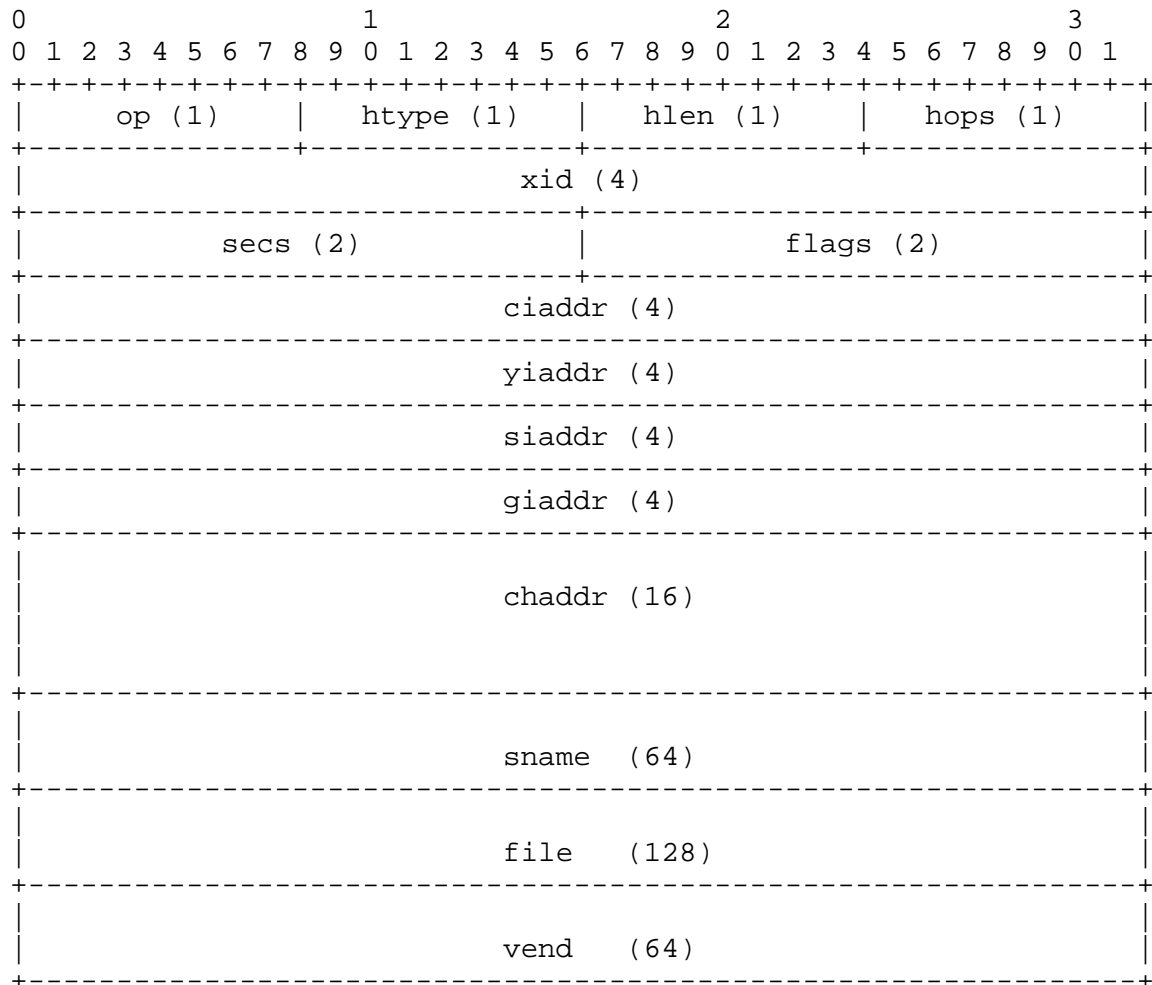 0                   1                   2                   3
0 1 2 3 4 5 6 7 8 9 0 1 2 3 4 5 6 7 8 9 0 1 2 3 4 5 6 7 8 9 0 1
+-+-+-+-+-+-+-+-+-+-+-+-+-+-+-+-+-+-+-+-+-+-+-+-+-+-+-+-+-+-+-+-+
|     op (1)    |   htype (1)   |   hlen (1)    |   hops (1)    |
+---------------+---------------+---------------+---------------+
|                            xid (4)                            |
+-------------------------------+-------------------------------+
|           secs (2)            |           flags (2)           |
+-------------------------------+-------------------------------+
|                           ciaddr (4)                          |
+---------------------------------------------------------------+
|                           yiaddr (4)                          |
+---------------------------------------------------------------+
|                           siaddr (4)                          |
+---------------------------------------------------------------+
|                           giaddr (4)                          |
+---------------------------------------------------------------+
|                                                               |
|                           chaddr (16)                         |
|                                                               |
|                                                               |
+---------------------------------------------------------------+
|                                                               |
|                           sname  (64)                         |
+---------------------------------------------------------------+
|                                                               |
|                           file   (128)                        |
+---------------------------------------------------------------+
|                                                               |
|                           vend   (64)                         |
+---------------------------------------------------------------+